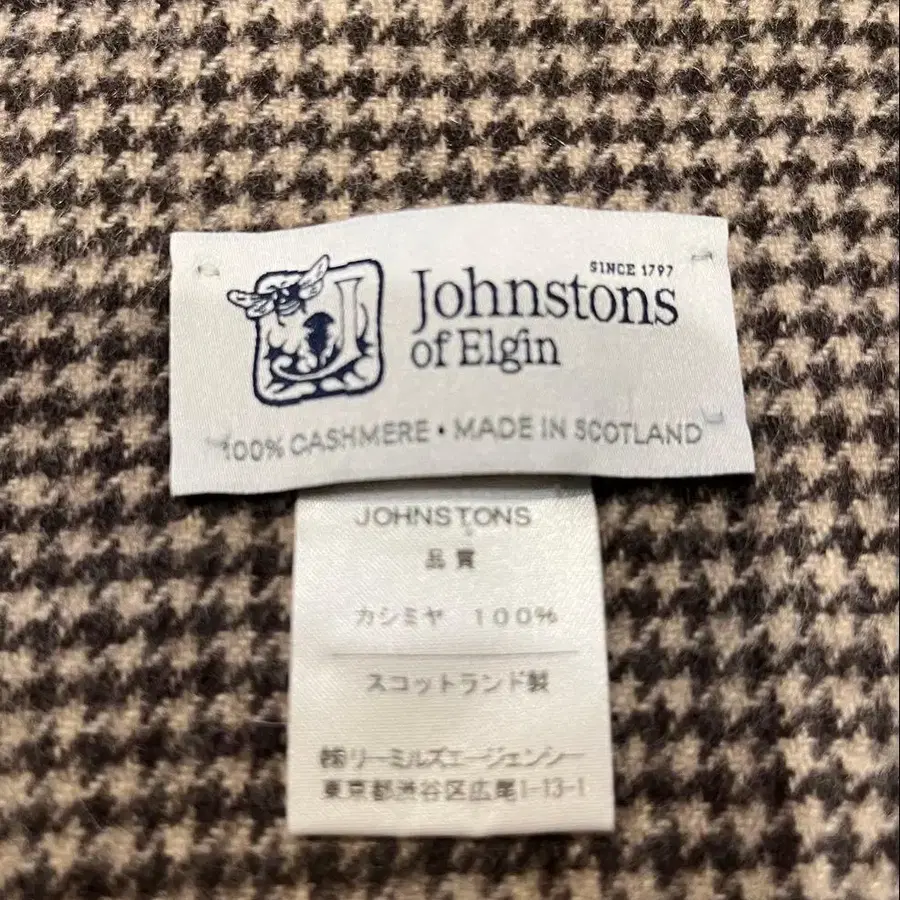 SINCE 1797
Johnstons
of Elgin
100% CASHMERE • MADE IN SCOTLAND
JOHNSTONS
品質
カシミヤ 100%
スコットランド製
㈱リーミルズエージェンシー
東京都渋谷区広尾1-13-1